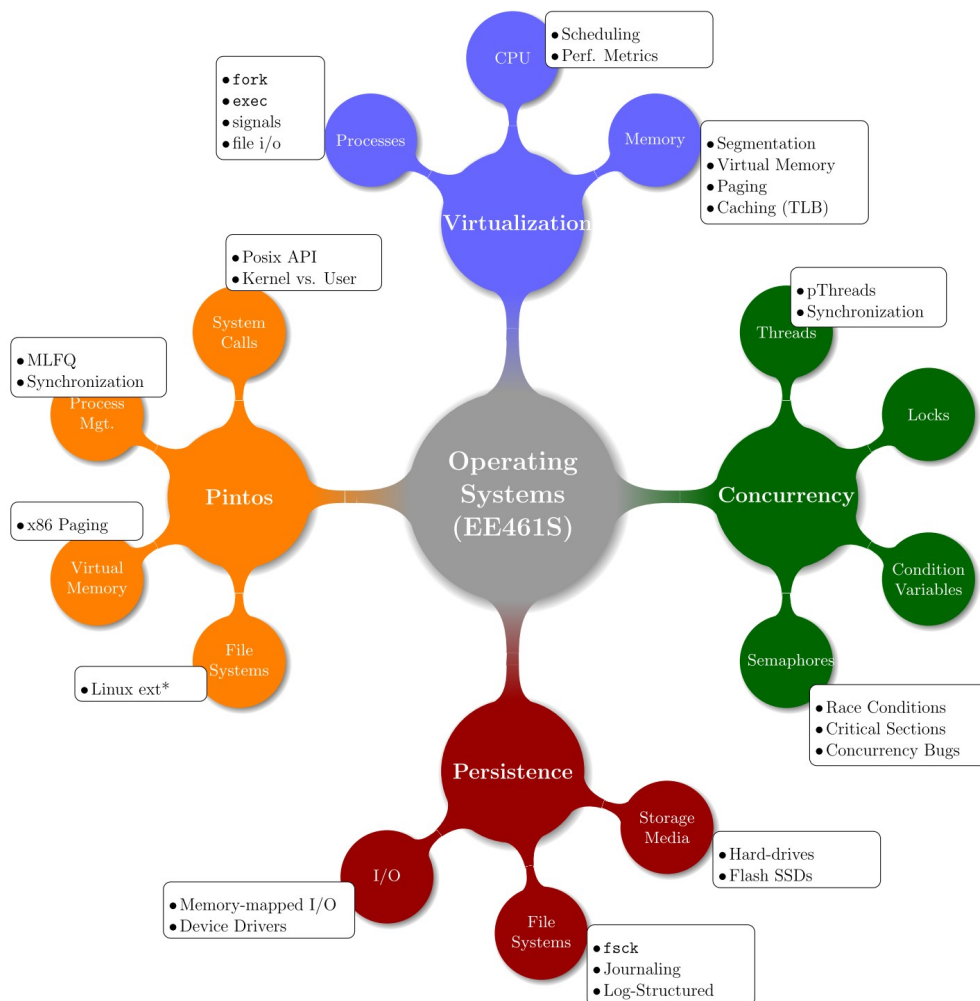 CPU
● Scheduling
● Perf. Metrics
● fork
● exec
● signals
● file i/o
Processes
Memory
● Segmentation
● Virtual Memory
● Paging
● Caching (TLB)
Virtualization
● Posix API
● Kernel vs. User
System
Calls
● MLFQ
● Synchronization
Process
Mgt.
Pintos
● x86 Paging
Virtual
Memory
File
Systems
● Linux ext*
Operating
Systems
(EE461S)
● pThreads
● Synchronization
Threads
Locks
Concurrency
Condition
Variables
Semaphores
● Race Conditions
● Critical Sections
● Concurrency Bugs
Persistence
Storage
Media
● Hard-drives
● Flash SSDs
I/O
● Memory-mapped I/O
● Device Drivers
File
Systems
● fsck
● Journaling
● Log-Structured